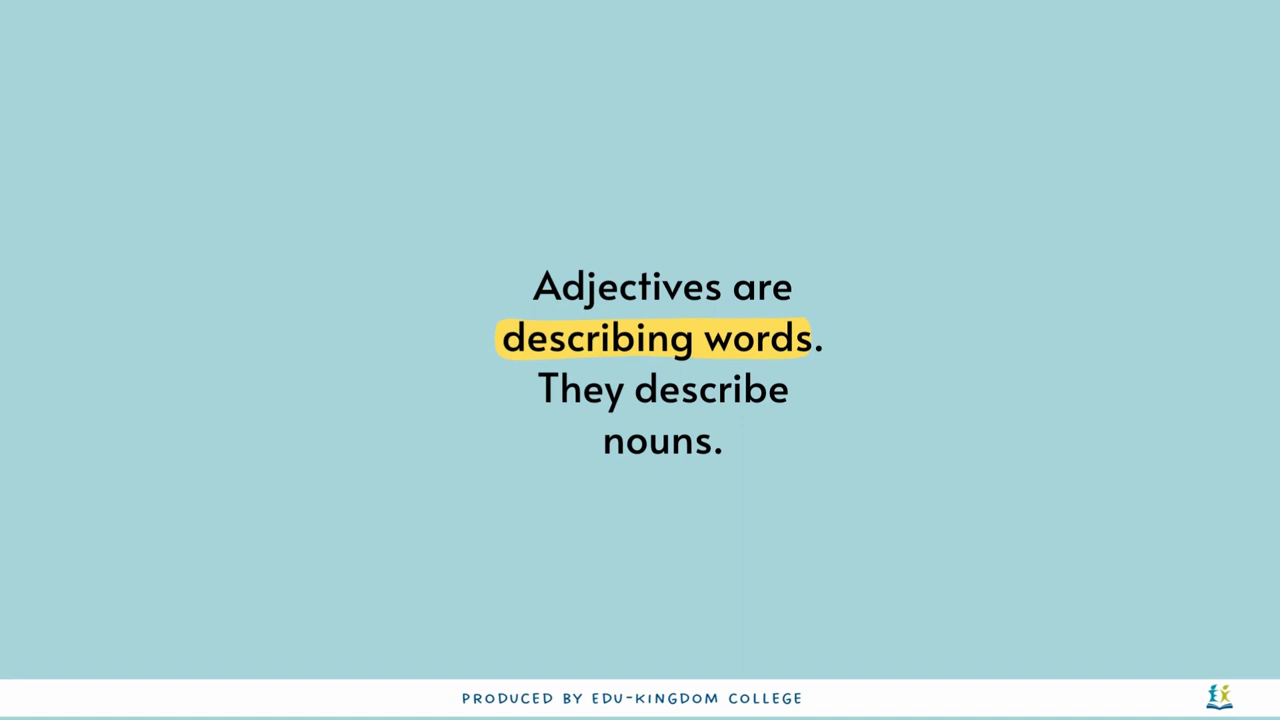 Adjectives are
describing words.
They describe
nouns.
PRODUCED BY EDU-KINGDOM COLLEGE